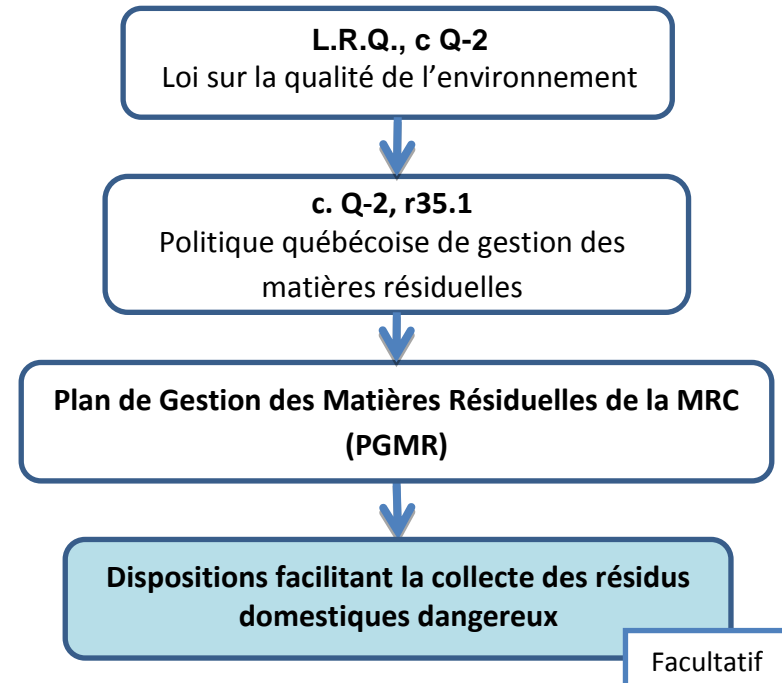 L.R.Q., c Q-2
Loi sur la qualité de l’environnement
c. Q-2, r35.1
Politique québécoise de gestion des
matières résiduelles
Plan de Gestion des Matières Résiduelles de la MRC
(PGMR)
Dispositions facilitant la collecte des résidus
domestiques dangereux
Facultatif